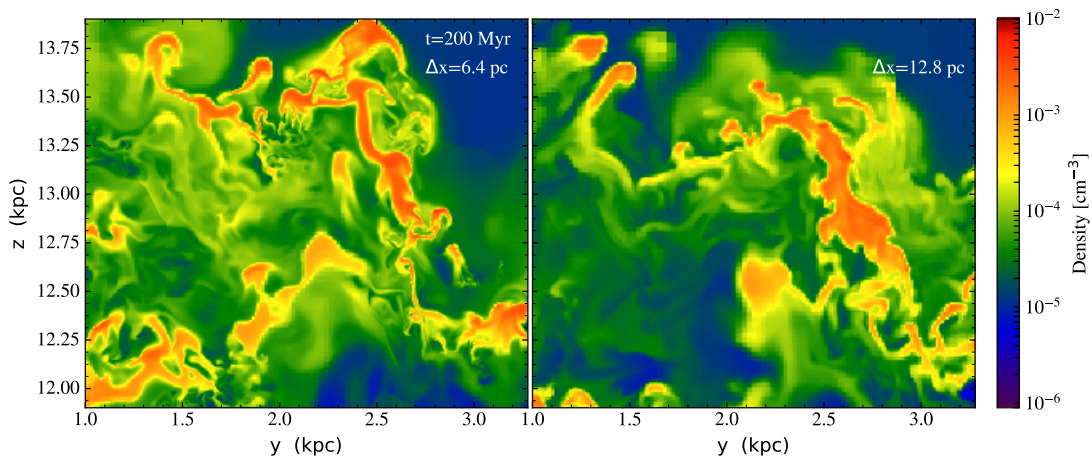 t=200 Myr
Δx=6.4 pc
Δx=12.8 pc
13.75
13.50
13.25
13.00
12.75
12.50
12.25
12.00
z (kpc)
1.0 1.5 2.0 2.5 3.0
y (kpc)
1.5 2.0 2.5 3.0
y (kpc)
10−2
10−3
10−4
10−5
10−6
Density [cm−3]